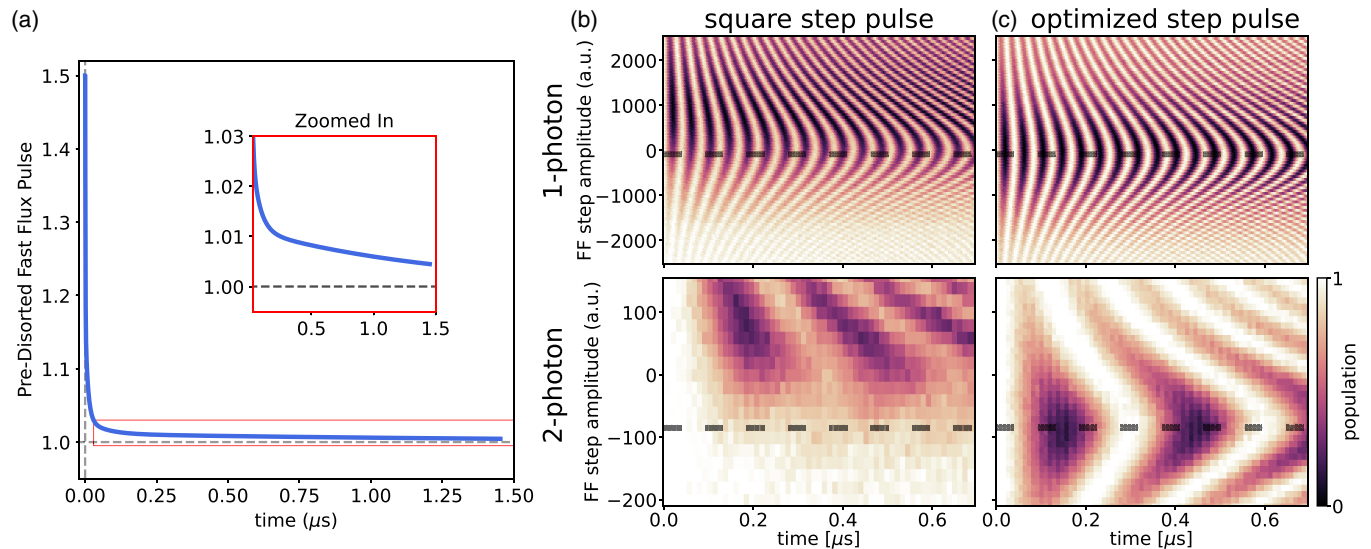 (a)
Pre-Disorted Fast Flux Pulse
1.5
1.4
1.3
1.2
1.1
1.0
0.00
0.25
0.50
0.75
1.00
1.25
1.50
time (μs)
Zoomed In
1.03
1.02
1.01
1.00
0.5
1.0
1.5
(b)
square step pulse
1-photon
FF step amplitude (a.u.)
2000
1000
0
−1000
−2000
2-photon
FF step amplitude (a.u.)
100
0
−100
−200
0.0
0.2
0.4
0.6
time [μs]
(c)
optimized step pulse
0.0
0.2
0.4
0.6
time [μs]
1
population
0